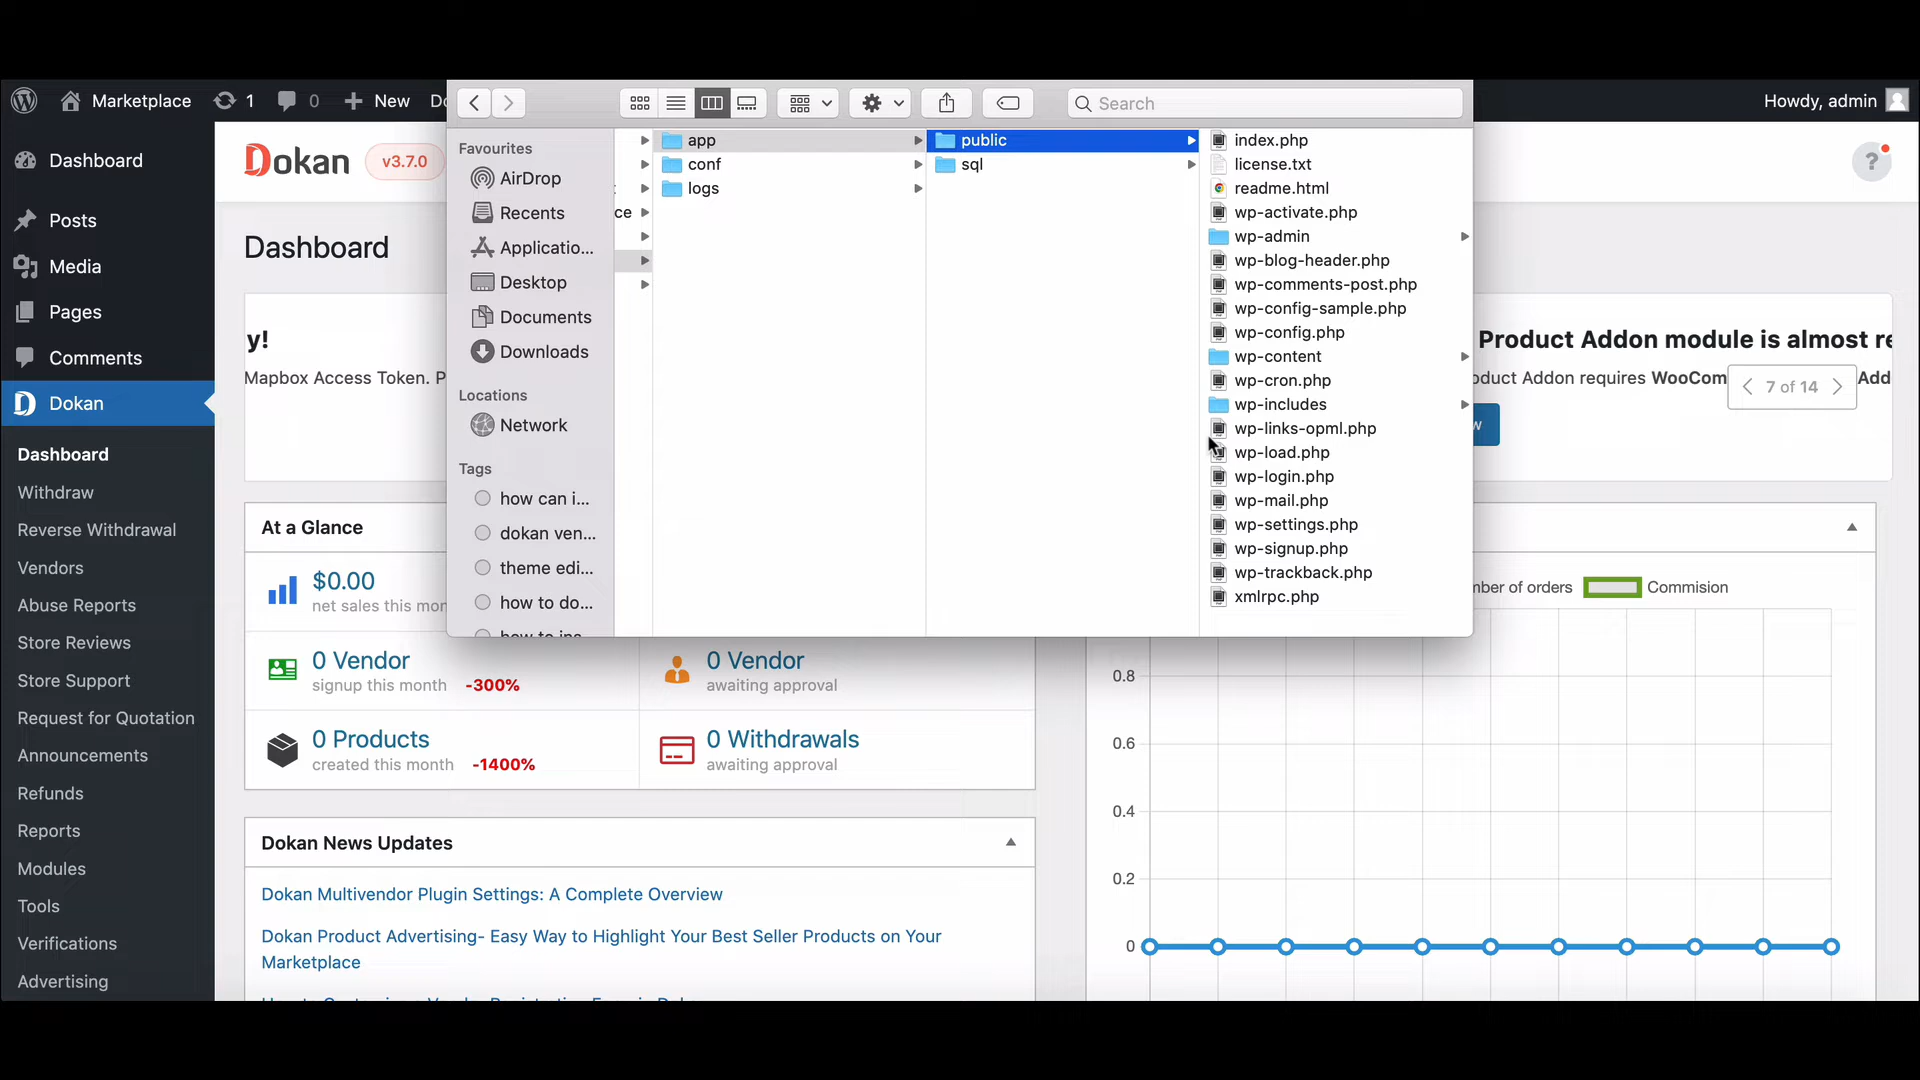 Marketplace
1
0
New
Howdy, admin
Dashboard
Posts
Media
Pages
Comments
Dokan
Dashboard
Withdraw
Reverse Withdrawal
Vendors
Abuse Reports
Store Reviews
Store Support
Request for Quotation
Announcements
Refunds
Reports
Modules
Tools
Verifications
Advertising
Dokan
v3.7.0
?
Dashboard
y!
Mapbox Access Token. P
Search
Favourites
AirDrop
Recents
Applicatio...
Desktop
Documents
Downloads
Locations
Network
Tags
how can i...
dokan ven...
theme edi...
how to do...
ce
app
conf
logs
public
sql
index.php
license.txt
readme.html
wp-activate.php
wp-admin
wp-blog-header.php
wp-comments-post.php
wp-config-sample.php
wp-config.php
wp-content
wp-cron.php
wp-includes
wp-links-opml.php
wp-load.php
wp-login.php
wp-mail.php
wp-settings.php
wp-signup.php
wp-trackback.php
xmlrpc.php
Product Addon module is almost re
duct Addon requires WooCom
7 of 14
Add
w
At a Glance
$0.00
net sales this mon
0 Vendor
signup this month -300%
0 Vendor
awaiting approval
0 Products
created this month -1400%
0 Withdrawals
awaiting approval
Dokan News Updates
Dokan Multivendor Plugin Settings: A Complete Overview
Dokan Product Advertising- Easy Way to Highlight Your Best Seller Products on Your
Marketplace
mber of orders
Commision
0.8
0.6
0.4
0.2
0